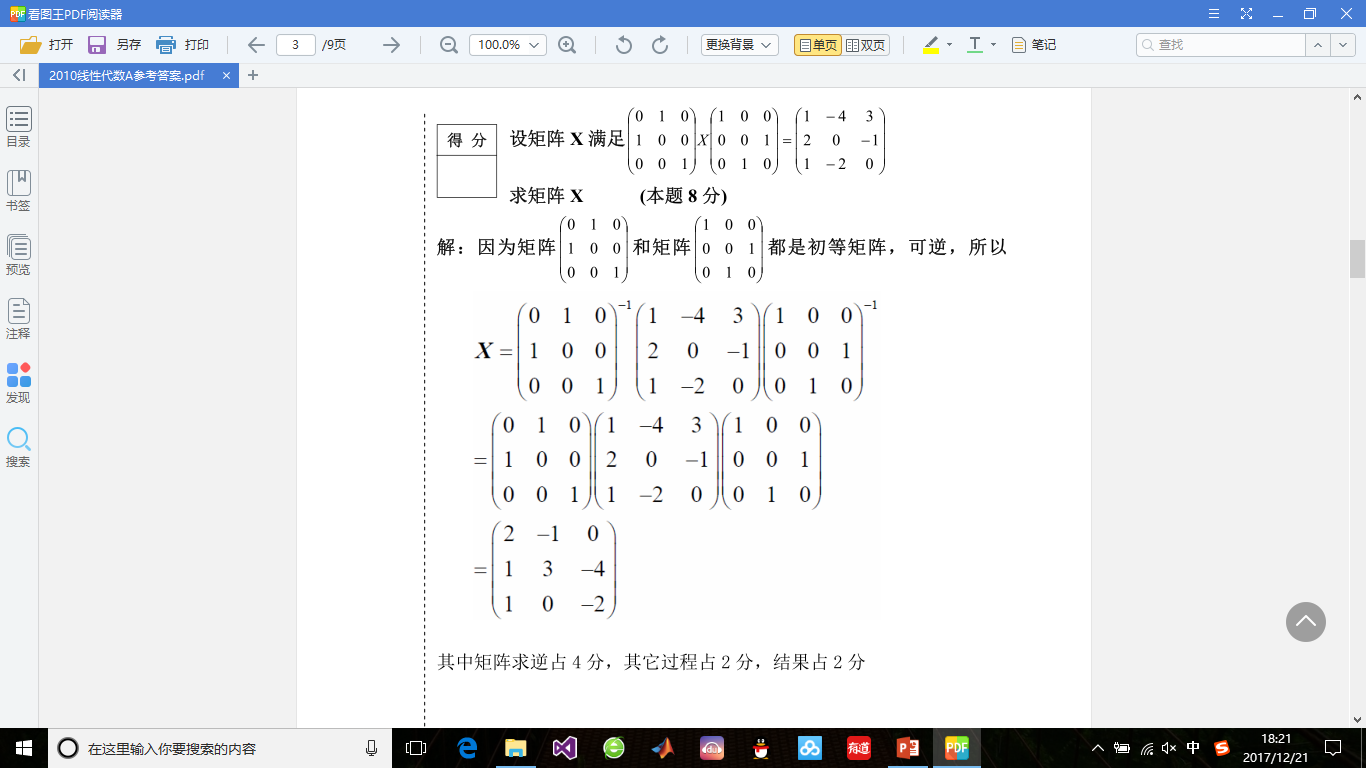 看图王PDF阅读器
打开 另存 打印 3 /9页 100.0% 更换背景 单页 双页 T 笔记 查找
2010线性代数A参考答案.pdf × +
目录
书签
预览
注释
发现
搜索
得 分
设矩阵 X 满足 (0 1 0; 1 0 0; 0 0 1) X (1 0 0; 0 0 1; 0 1 0) = (1 −4 3; 2 0 −1; 1 −2 0)
求矩阵 X (本题 8 分)
解：因为矩阵 (0 1 0; 1 0 0; 0 0 1) 和矩阵 (1 0 0; 0 0 1; 0 1 0) 都是初等矩阵，可逆，所以
X = (0 1 0; 1 0 0; 0 0 1)⁻¹ (1 −4 3; 2 0 −1; 1 −2 0) (1 0 0; 0 0 1; 0 1 0)⁻¹
= (0 1 0; 1 0 0; 0 0 1) (1 −4 3; 2 0 −1; 1 −2 0) (1 0 0; 0 0 1; 0 1 0)
= (2 −1 0; 1 3 −4; 1 0 −2)
其中矩阵求逆占 4 分，其它过程占 2 分，结果占 2 分
在这里输入你要搜索的内容
有道
PDF
中
18:21
2017/12/21